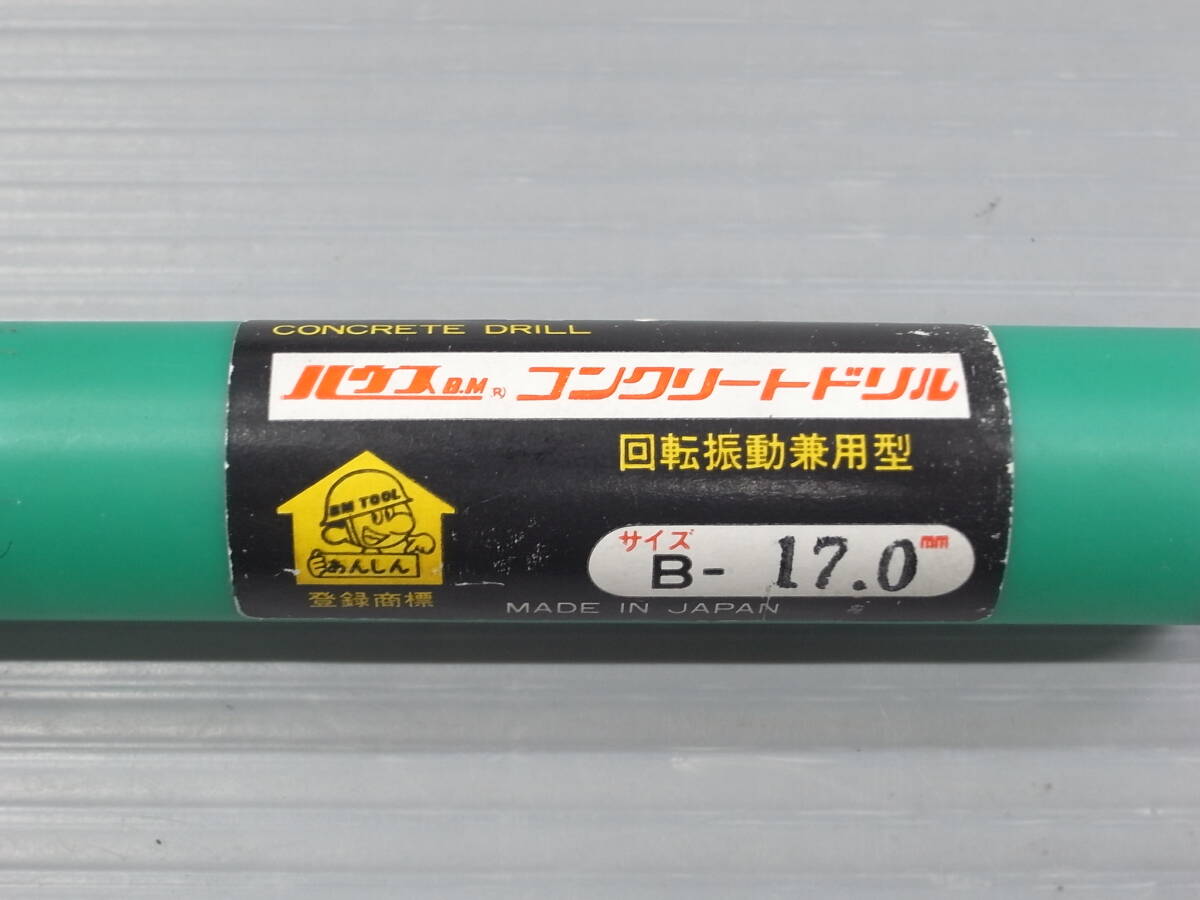 CONCRETE DRILL
ハウスB.M(R) コンクリートドリル
回転振動兼用型
BM TOOL
あんしん
登録商標
サイズ
B- 17.0mm
MADE IN JAPAN